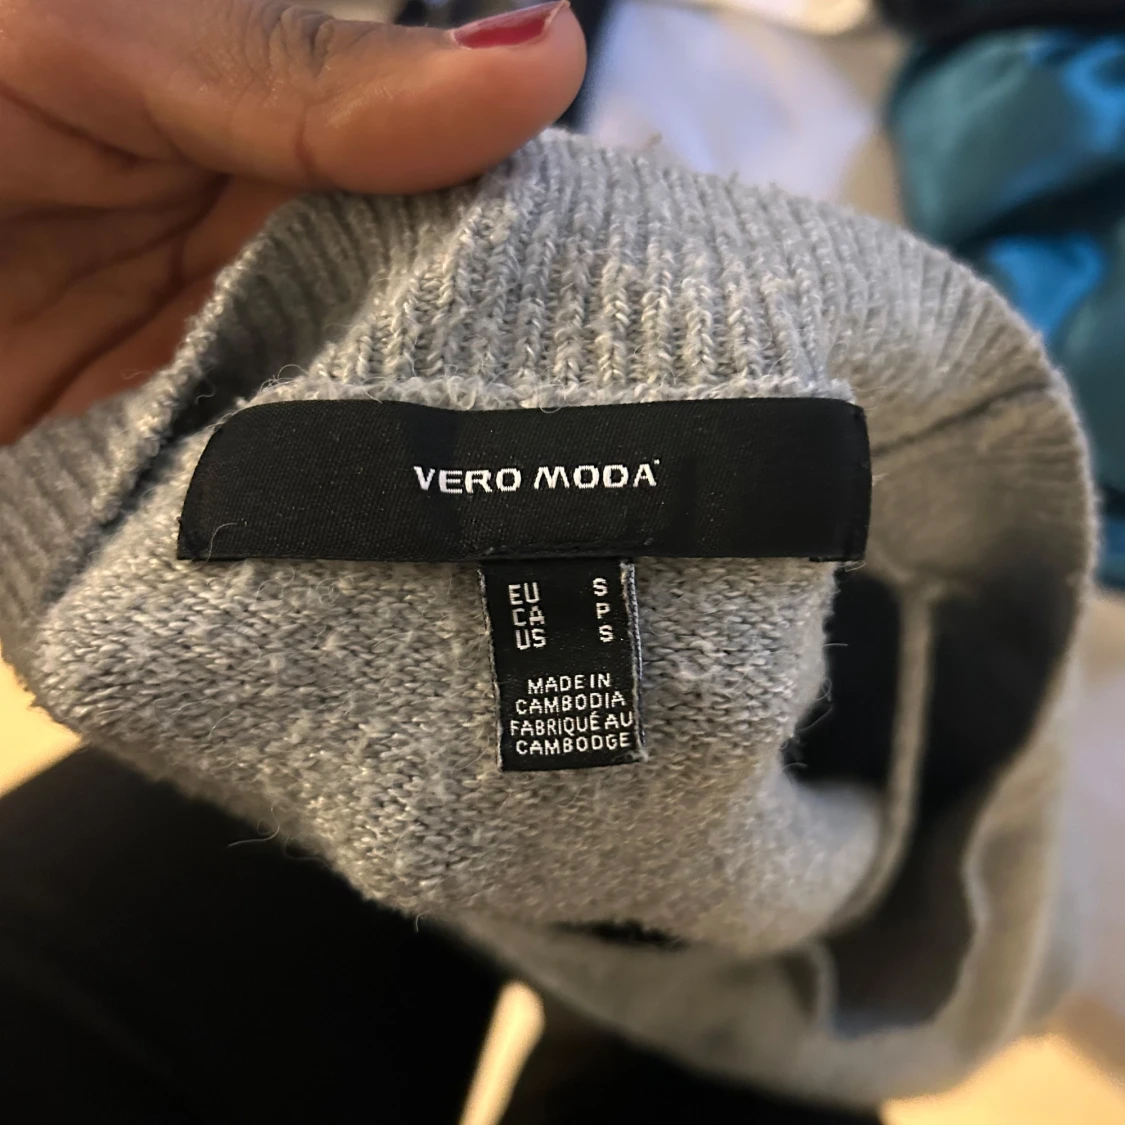 VERO MODA
EU S
CA P
US S
MADE IN
CAMBODIA
FABRIQUÉ AU
CAMBODGE